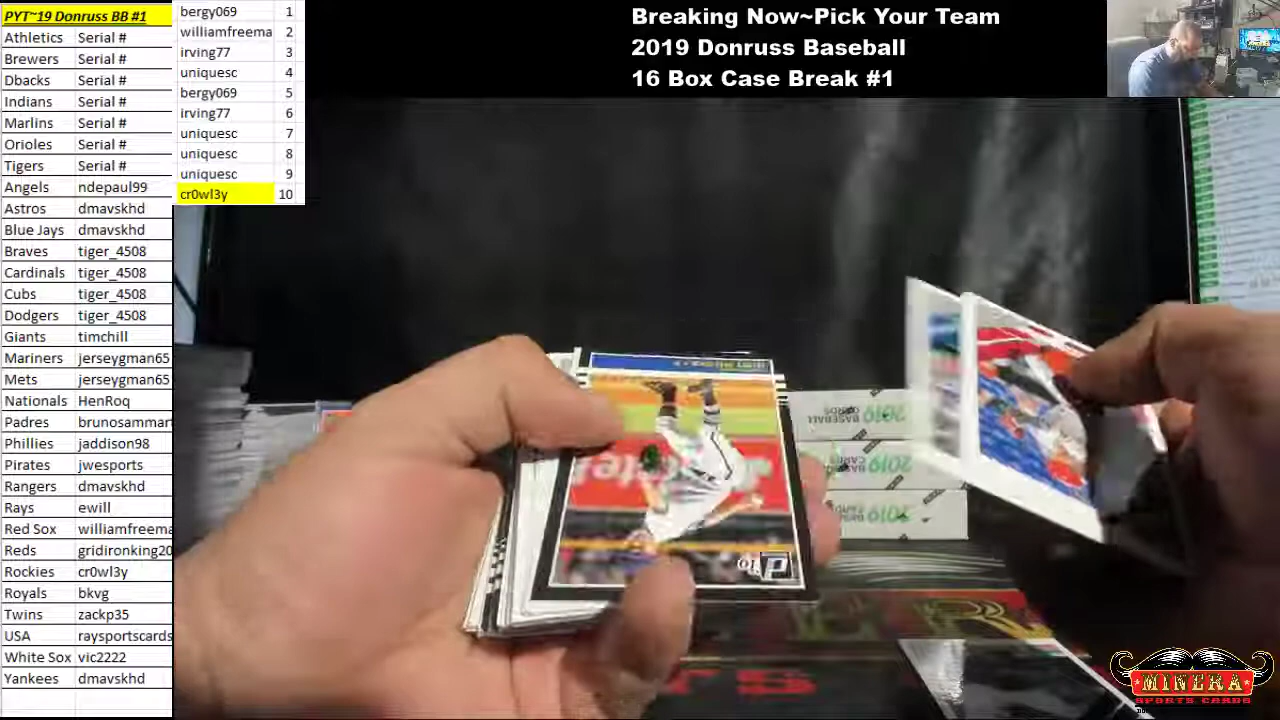 PYT~19 Donruss BB #1
Athletics Serial #
Brewers Serial #
Dbacks Serial #
Indians Serial #
Marlins Serial #
Orioles Serial #
Tigers Serial #
Angels ndepaul99
Astros dmavskhd
Blue Jays dmavskhd
Braves tiger_4508
Cardinals tiger_4508
Cubs tiger_4508
Dodgers tiger_4508
Giants timchill
Mariners jerseygman65
Mets jerseygman65
Nationals HenRoq
Padres brunosammar
Phillies jaddison98
Pirates jwesports
Rangers dmavskhd
Rays ewill
Red Sox williamfreema
Reds gridironking20
Rockies cr0wl3y
Royals bkvg
Twins zackp35
USA raysportscards
White Sox vic2222
Yankees dmavskhd
bergy069 1
williamfreema 2
irving77 3
uniquesc 4
bergy069 5
irving77 6
uniquesc 7
uniquesc 8
uniquesc 9
cr0wl3y 10
Breaking Now~Pick Your Team
2019 Donruss Baseball
16 Box Case Break #1
2019 BASEBALL CARDS
2019 BASEBALL CARDS
2019
MINERA
SPORTS CARDS